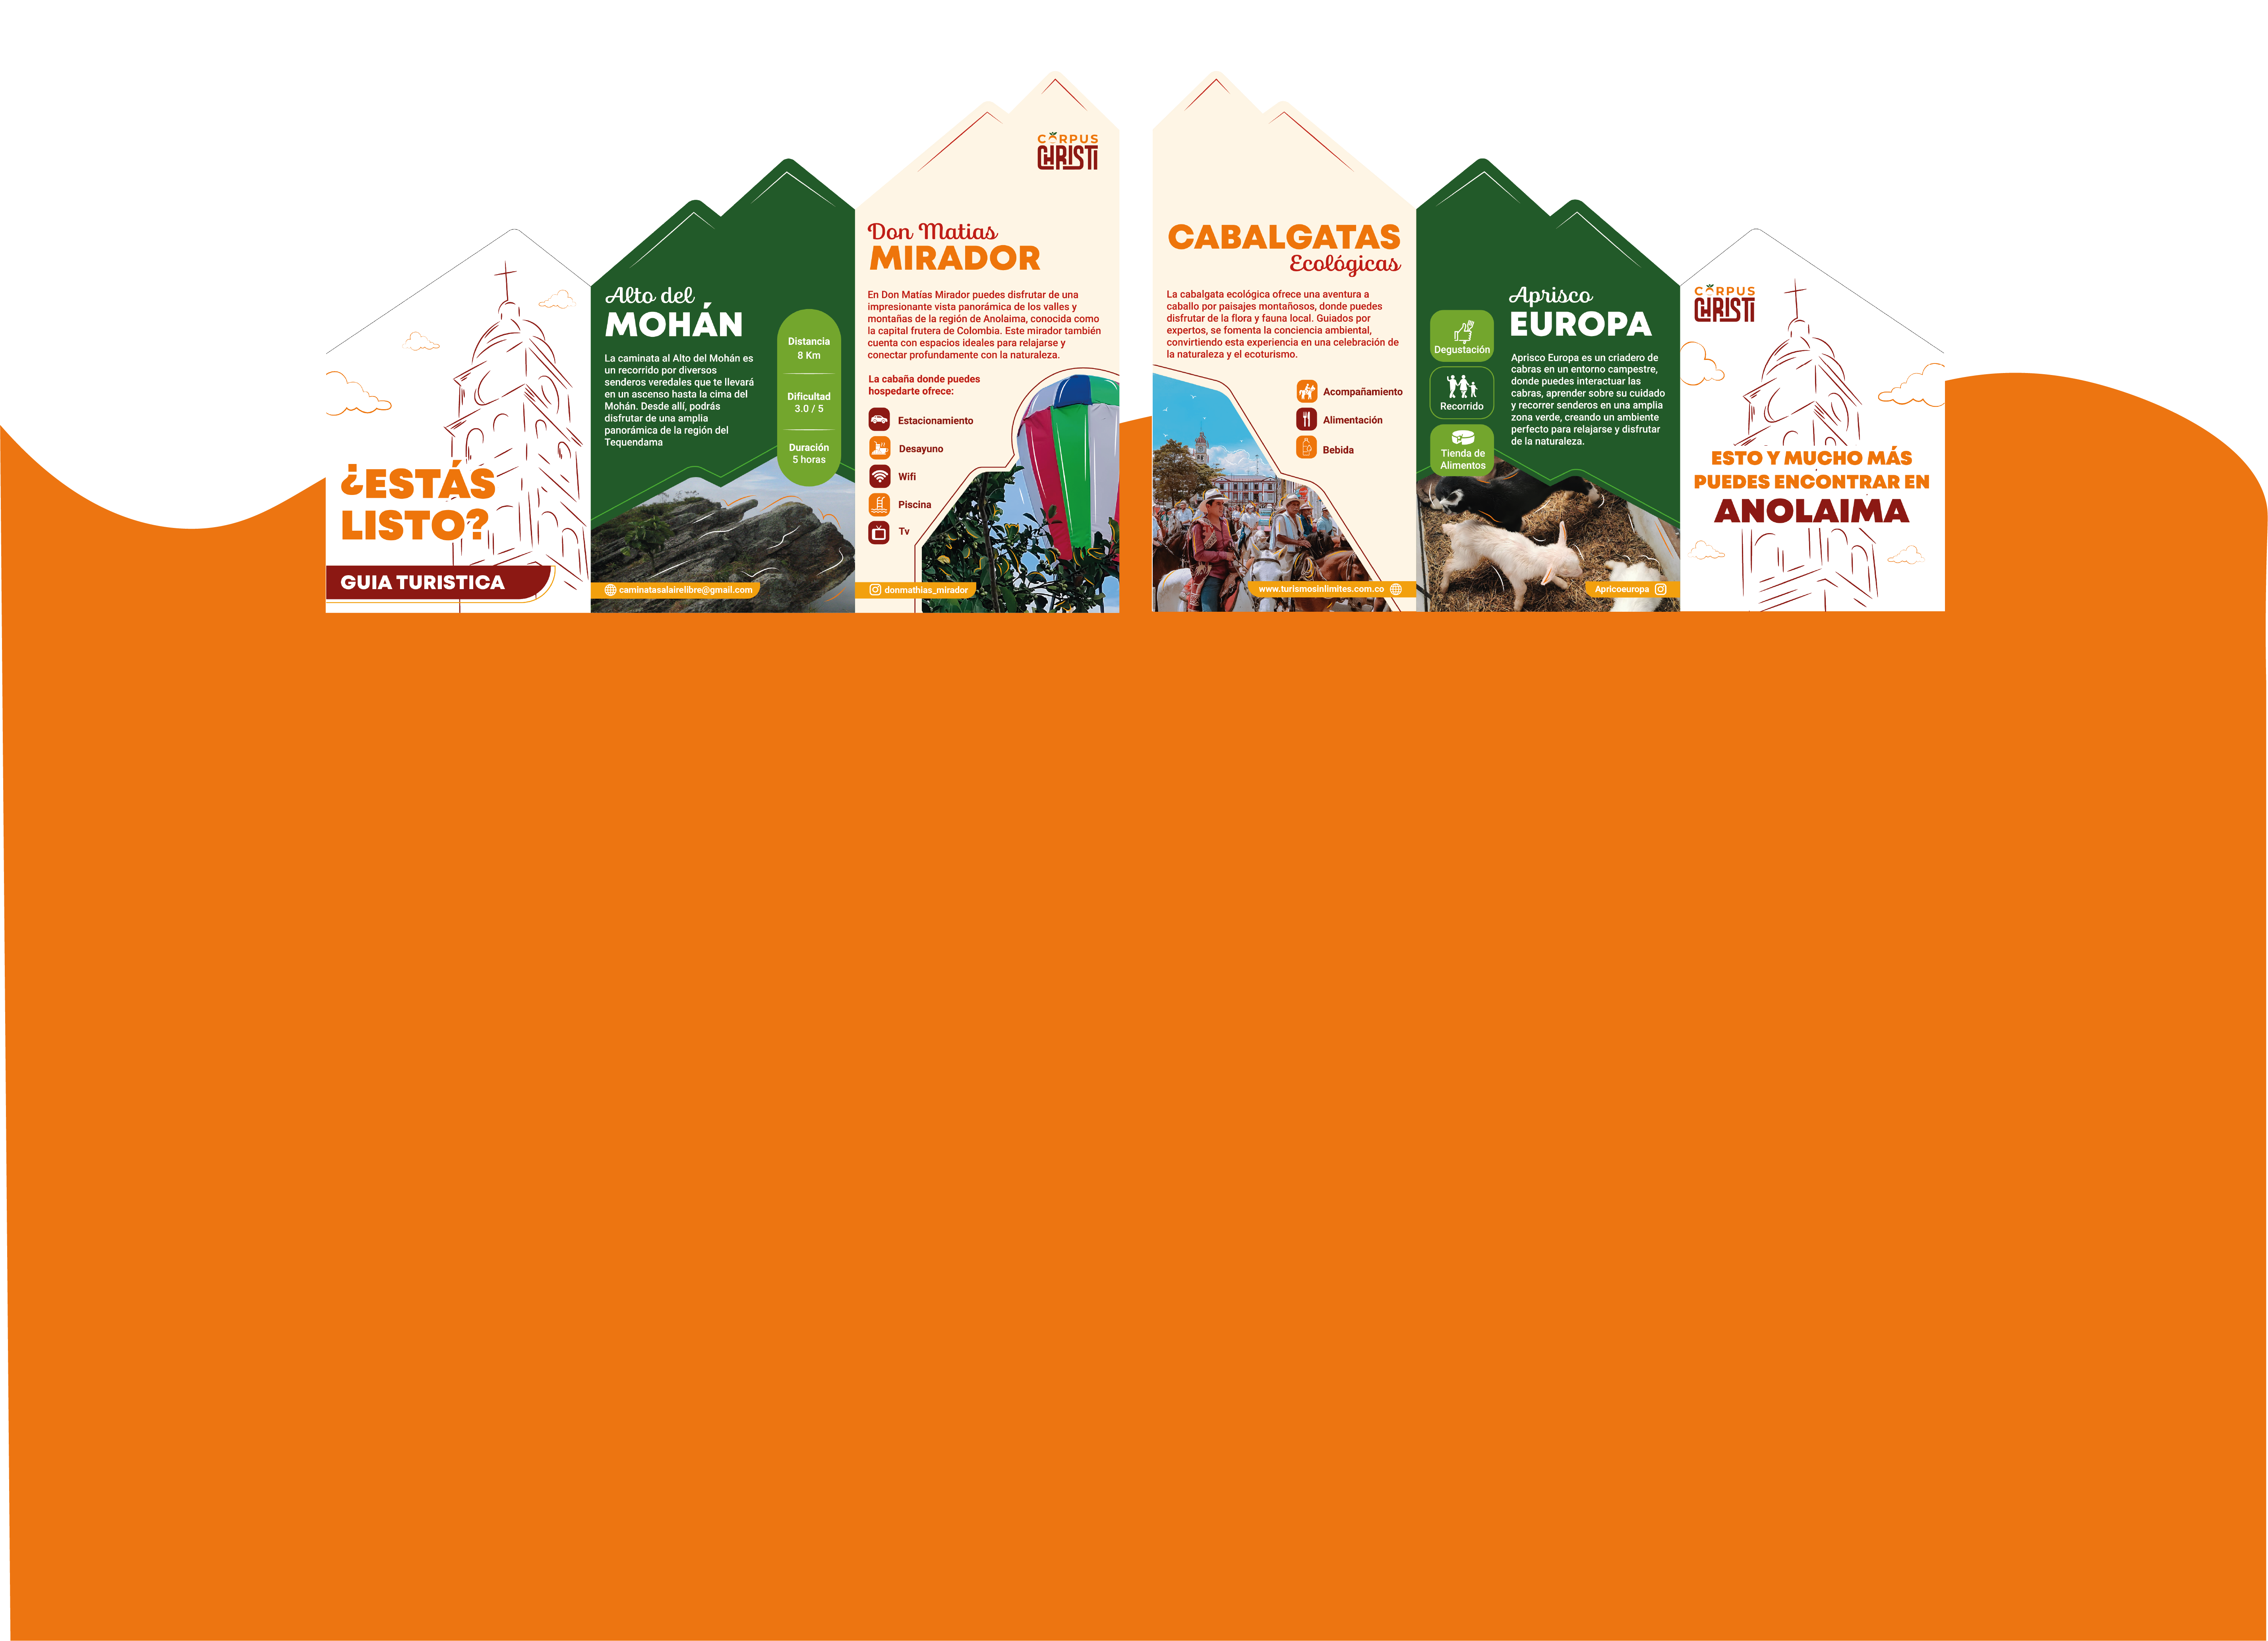 ¿ESTÁS
LISTO?
GUIA TURISTICA
Alto del
MOHÁN
La caminata al Alto del Mohán es
un recorrido por diversos
senderos veredales que te llevará
en un ascenso hasta la cima del
Mohán. Desde allí, podrás
disfrutar de una amplia
panorámica de la región del
Tequendama
Distancia
8 Km
Dificultad
3.0 / 5
Duración
5 horas
caminatasalairelibre@gmail.com
CORPUS
CHRISTI
Don Matias
MIRADOR
En Don Matías Mirador puedes disfrutar de una
impresionante vista panorámica de los valles y
montañas de la región de Anolaima, conocida como
la capital frutera de Colombia. Este mirador también
cuenta con espacios ideales para relajarse y
conectar profundamente con la naturaleza.
La cabaña donde puedes
hospedarte ofrece:
Estacionamiento
Desayuno
Wifi
Piscina
Tv
donmathias_mirador
CABALGATAS
Ecológicas
La cabalgata ecológica ofrece una aventura a
caballo por paisajes montañosos, donde puedes
disfrutar de la flora y fauna local. Guiados por
expertos, se fomenta la conciencia ambiental,
convirtiendo esta experiencia en una celebración de
la naturaleza y el ecoturismo.
Acompañamiento
Alimentación
Bebida
www.turismosinlimites.com.co
Aprisco
EUROPA
Degustación
Recorrido
Tienda de
Alimentos
Aprisco Europa es un criadero de
cabras en un entorno campestre,
donde puedes interactuar las
cabras, aprender sobre su cuidado
y recorrer senderos en una amplia
zona verde, creando un ambiente
perfecto para relajarse y disfrutar
de la naturaleza.
Apricoeuropa
CORPUS
CHRISTI
ESTO Y MUCHO MÁS
PUEDES ENCONTRAR EN
ANOLAIMA